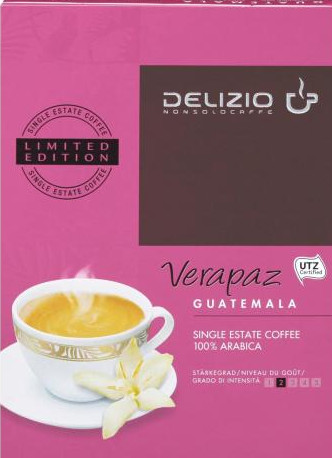 DELIZIO
NONSOLOCAFFE
SINGLE ESTATE COFFEE
LIMITED
EDITION
SINGLE ESTATE COFFEE
Verapaz
UTZ
Certified
GUATEMALA
SINGLE ESTATE COFFEE
100% ARABICA
STÄRKEGRAD/NIVEAU DU GOÛT/
GRADO DI INTENSITÀ 1 2 3 4 5